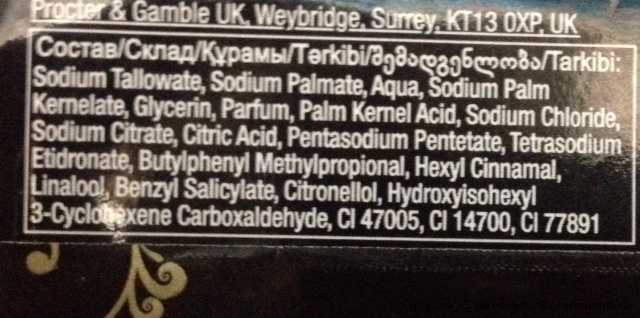 Procter & Gamble UK, Weybridge, Surrey, KT13 0XP, UK
Состав/Склад/Құрамы/Tərkibi/შემადგენლობა/Tarkibi:
Sodium Tallowate, Sodium Palmate, Aqua, Sodium Palm
Kernelate, Glycerin, Parfum, Palm Kernel Acid, Sodium Chloride,
Sodium Citrate, Citric Acid, Pentasodium Pentetate, Tetrasodium
Etidronate, Butylphenyl Methylpropional, Hexyl Cinnamal,
Linalool, Benzyl Salicylate, Citronellol, Hydroxyisohexyl
3-Cyclohexene Carboxaldehyde, CI 47005, CI 14700, CI 77891